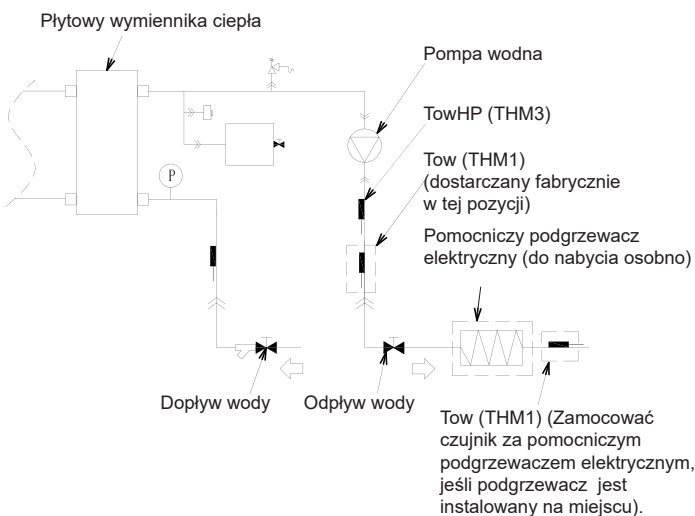 Płytowy wymiennik ciepła
Pompa wodna
TowHP (THM3)
Tow (THM1)
(dostarczany fabrycznie
w tej pozycji)
P
Pomocniczy podgrzewacz
elektryczny (do nabycia osobno)
Dopływ wody
Odpływ wody
Tow (THM1) (Zamocować
czujnik za pomocniczym
podgrzewaczem elektrycznym,
jeśli podgrzewacz jest
instalowany na miejscu).